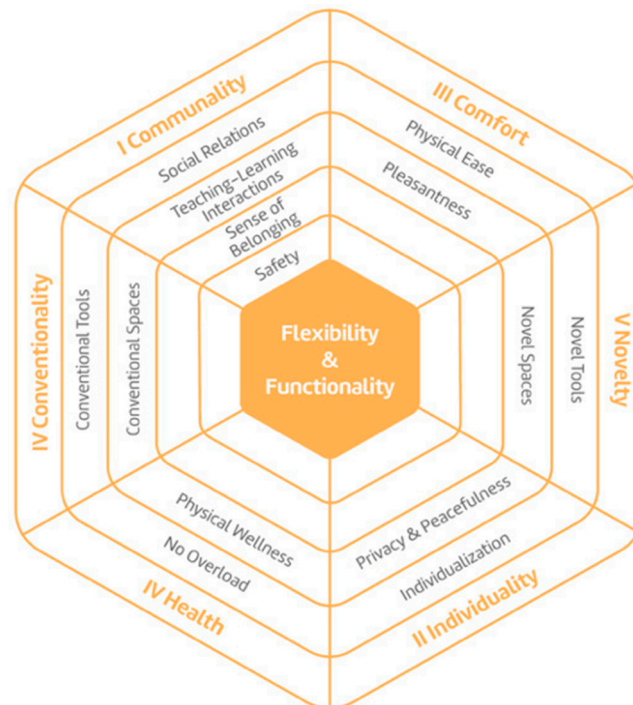 I Communality
Social Relations
Teaching-Learning
Interactions
Sense of
Belonging
Safety
III Comfort
Physical Ease
Pleasantness
V Novelty
Novel Tools
Novel Spaces
II Individuality
Individualization
Privacy & Peacefulness
IV Health
No Overload
Physical Wellness
IV Conventionality
Conventional Tools
Conventional Spaces
Flexibility
&
Functionality